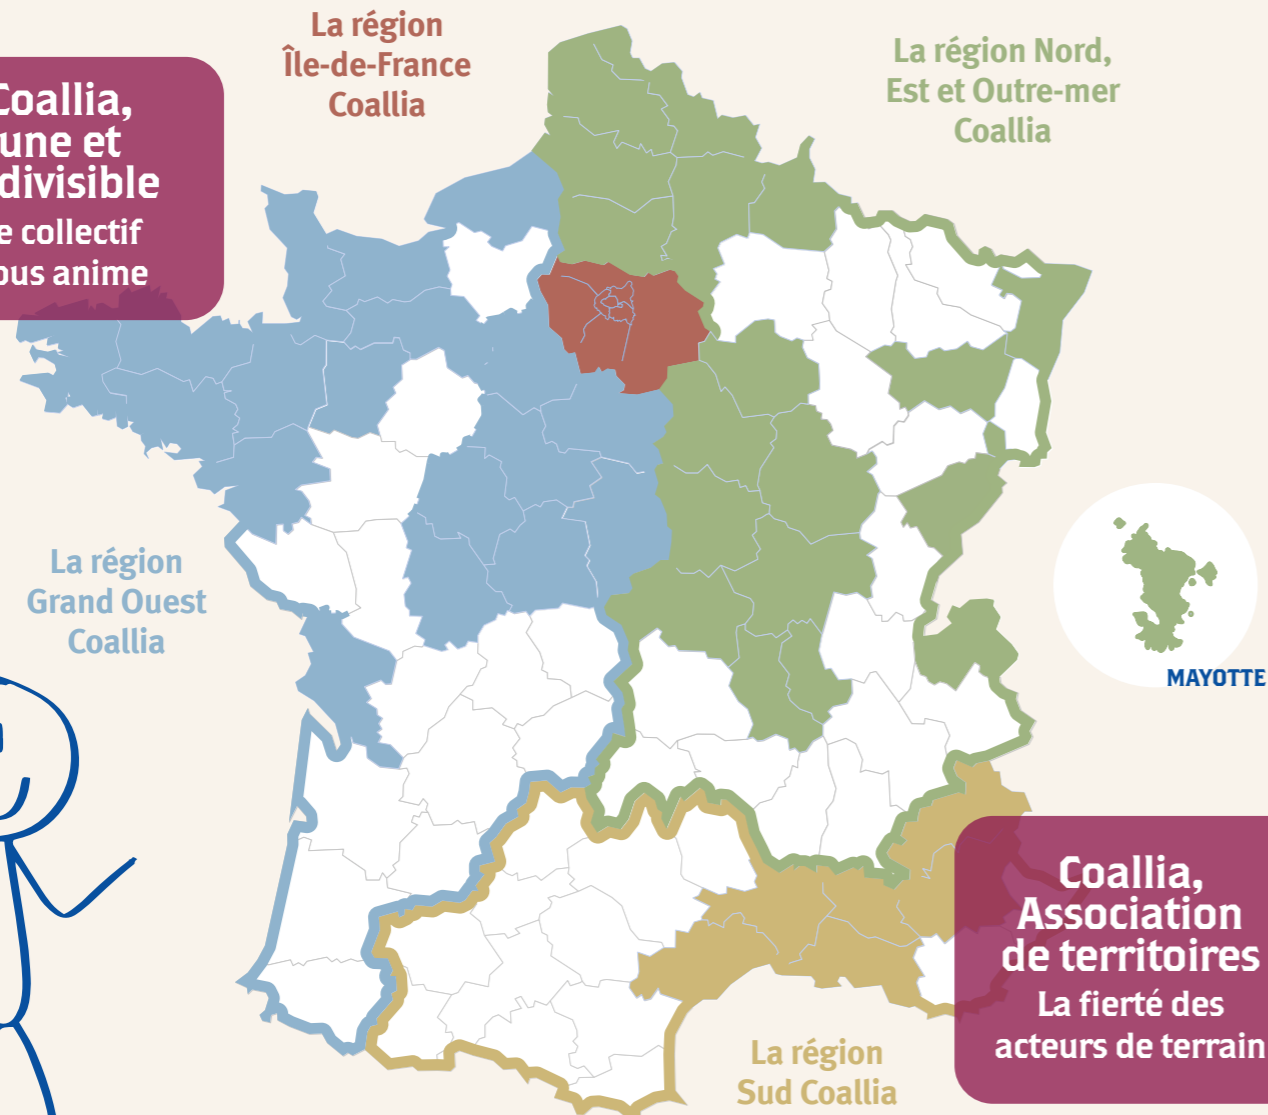 La région
Île-de-France
Coallia
La région Nord,
Est et Outre-mer
Coallia
Coallia,
une et
divisible
e collectif
ous anime
La région
Grand Ouest
Coallia
MAYOTTE
Coallia,
Association
de territoires
La fierté des
acteurs de terrain
La région
Sud Coallia